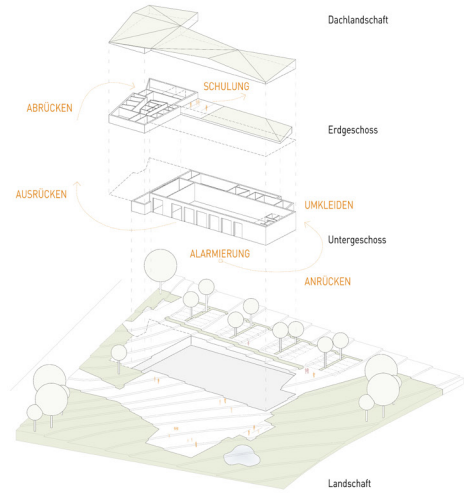 Dachlandschaft
SCHULUNG
ABRÜCKEN
Erdgeschoss
AUSRÜCKEN
UMKLEIDEN
Untergeschoss
ALARMIERUNG
ANRÜCKEN
Landschaft